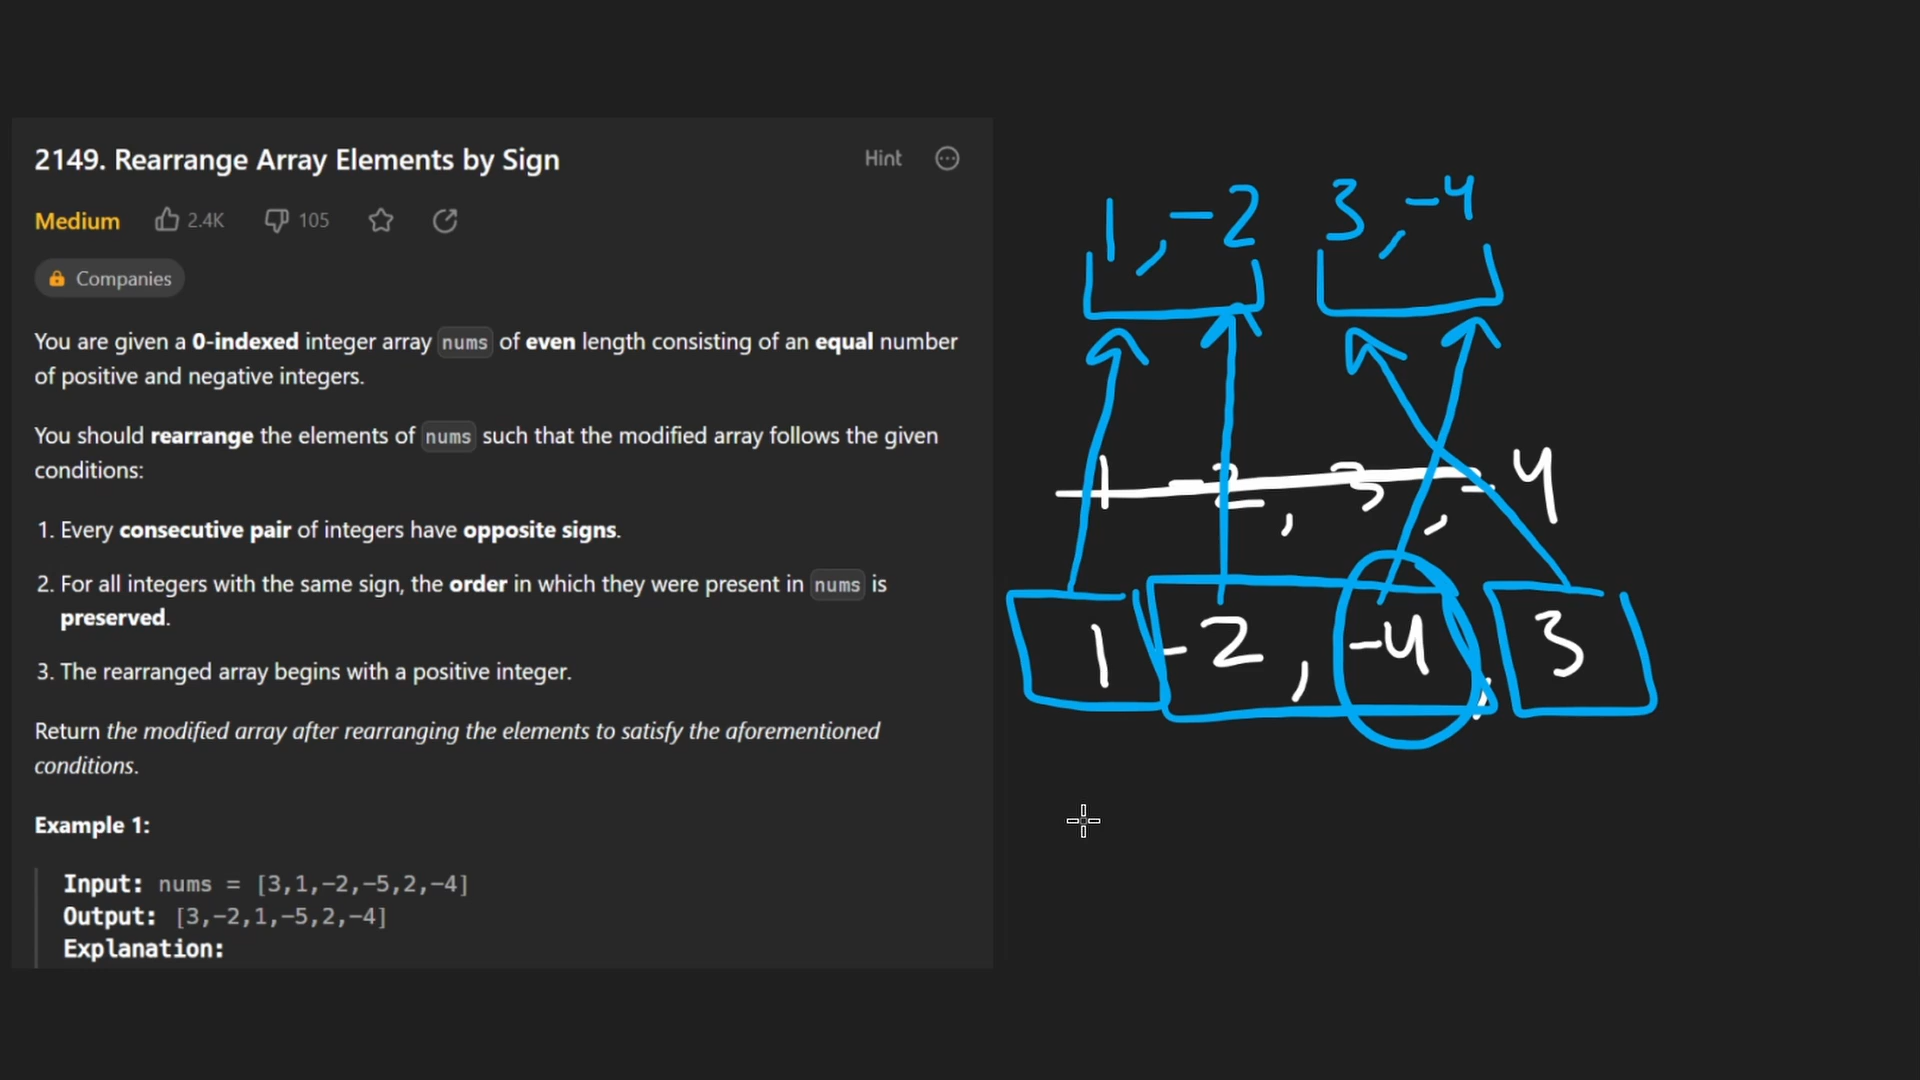 2149. Rearrange Array Elements by Sign
Hint
Medium 2.4K 105
Companies
You are given a 0-indexed integer array nums of even length consisting of an equal number
of positive and negative integers.
You should rearrange the elements of nums such that the modified array follows the given
conditions:
1. Every consecutive pair of integers have opposite signs.
2. For all integers with the same sign, the order in which they were present in nums is
preserved.
3. The rearranged array begins with a positive integer.
Return the modified array after rearranging the elements to satisfy the aforementioned
conditions.
Example 1:
Input: nums = [3,1,-2,-5,2,-4]
Output: [3,-2,1,-5,2,-4]
Explanation:
1, -2 3, -4
1 -2, 3, -4
1 -2, -4, 3